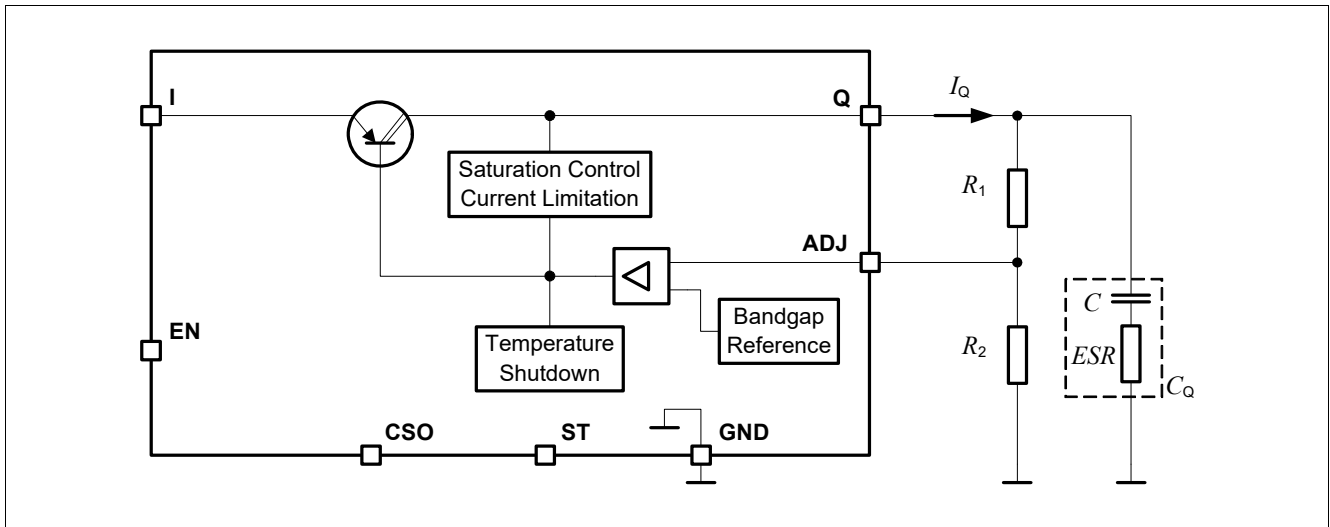 I
Q
I_Q
Saturation Control
Current Limitation
R_1
ADJ
EN
Bandgap
Reference
Temperature
Shutdown
C
ESR
R_2
C_Q
CSO
ST
GND